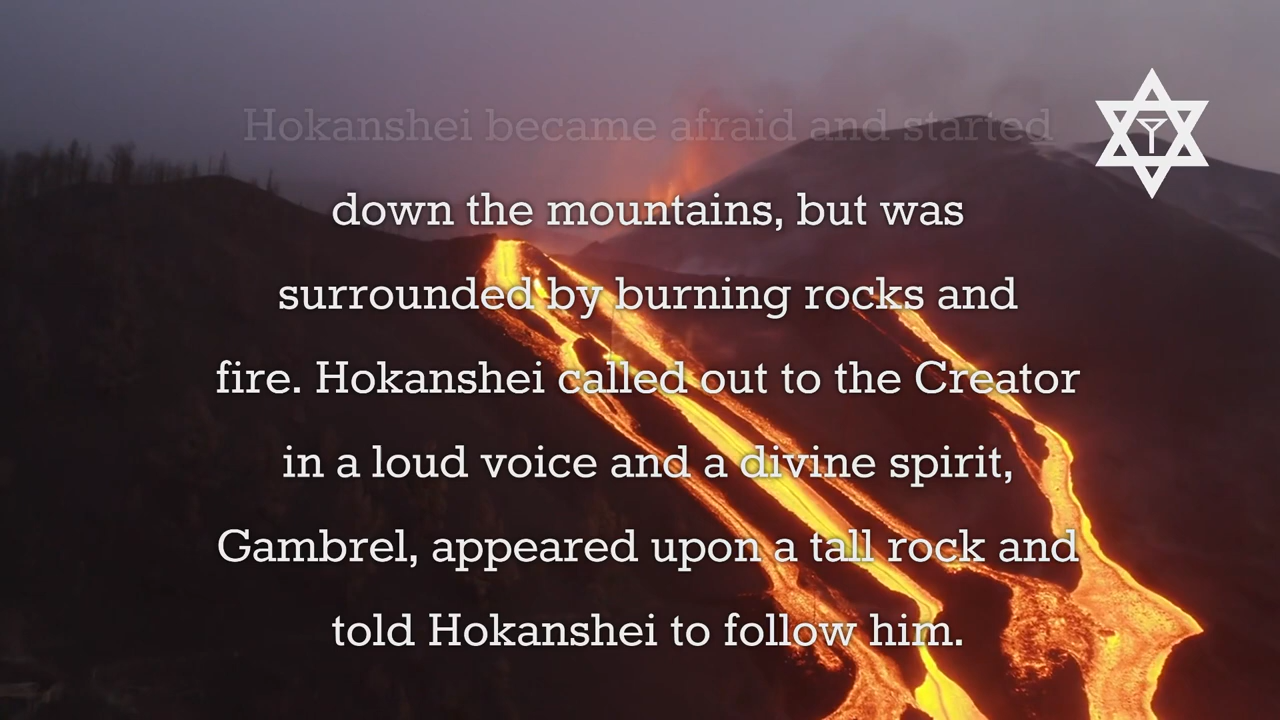 Hokanshei became afraid and started
down the mountains, but was
surrounded by burning rocks and
fire. Hokanshei called out to the Creator
in a loud voice and a divine spirit,
Gambrel, appeared upon a tall rock and
told Hokanshei to follow him.